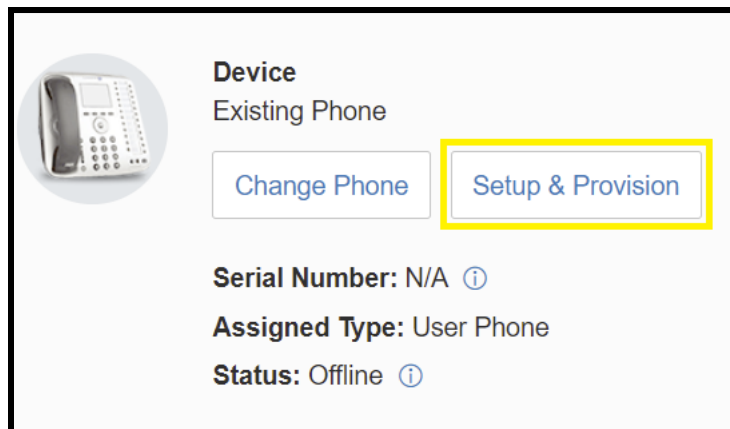 Device
Existing Phone
Change Phone Setup & Provision
Serial Number: N/A
Assigned Type: User Phone
Status: Offline